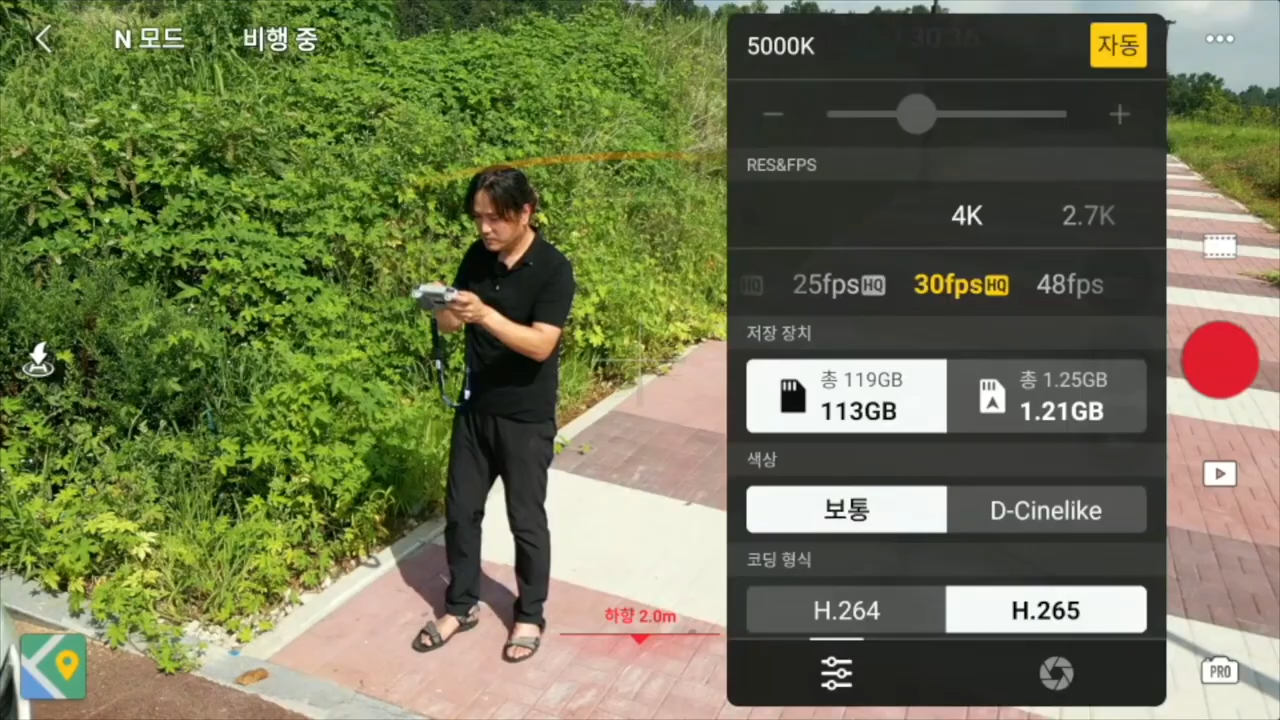 N 모드
비행 중
5000K
자동
RES&FPS
4K
2.7K
HQ
25fps HQ
30fps HQ
48fps
저장 장치
총 119GB
113GB
총 1.25GB
1.21GB
색상
보통
D-Cinelike
코딩 형식
H.264
H.265
하향 2.0m
PRO